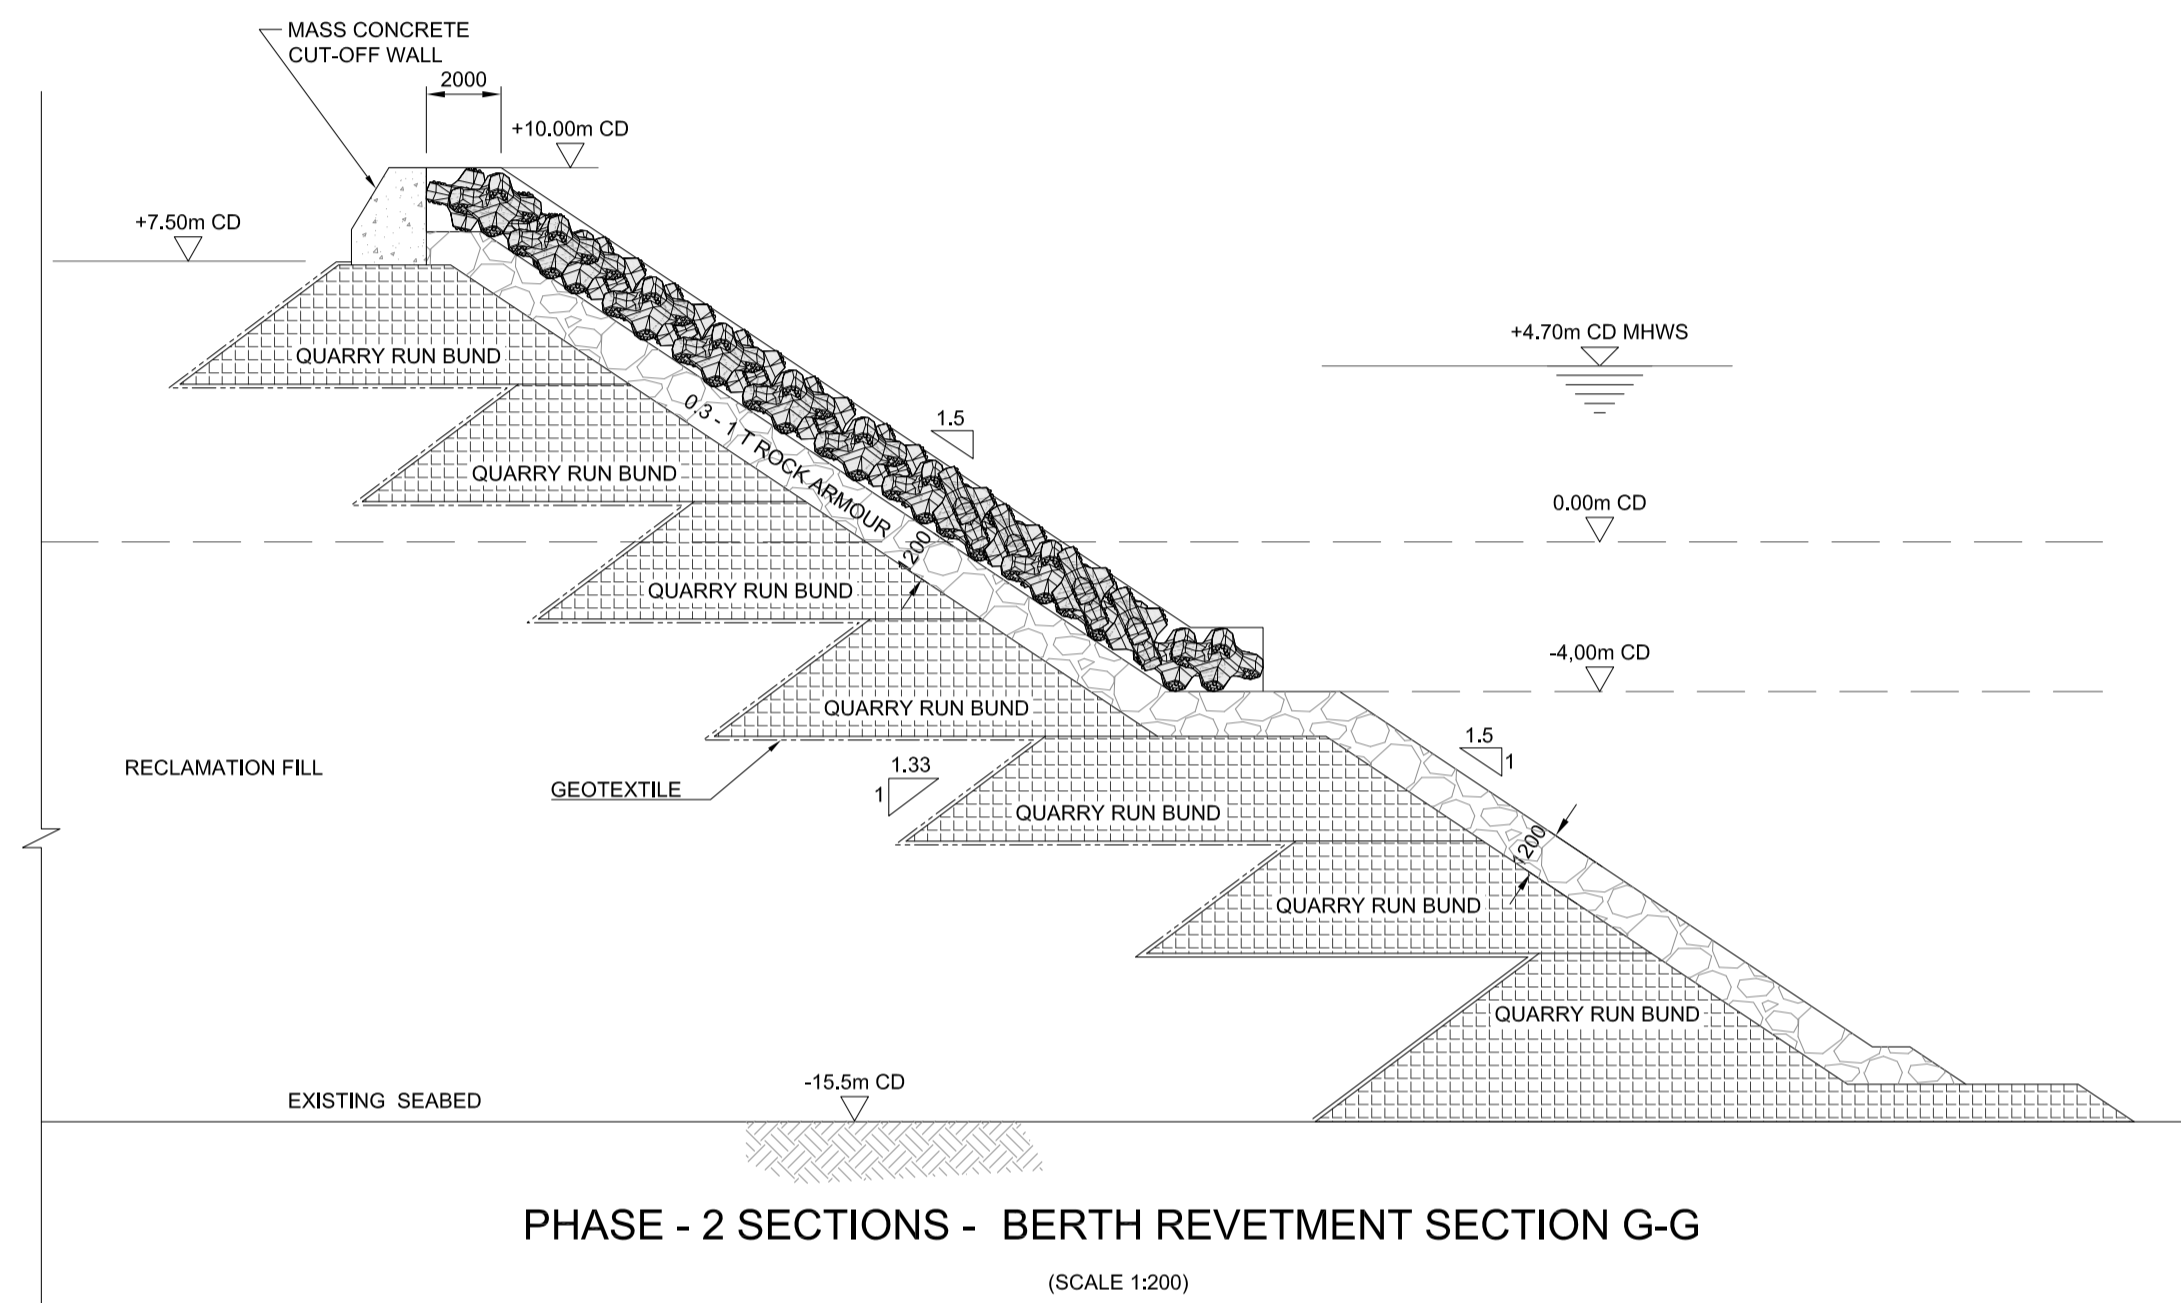 MASS CONCRETE
CUT-OFF WALL
2000
+10.00m CD
+7.50m CD
+4.70m CD MHWS
QUARRY RUN BUND
0.3 - 1 T ROCK ARMOUR
1.5
QUARRY RUN BUND
0.00m CD
1200
QUARRY RUN BUND
-4,00m CD
QUARRY RUN BUND
RECLAMATION FILL
GEOTEXTILE
1.33
1
1.5
1
QUARRY RUN BUND
1200
QUARRY RUN BUND
QUARRY RUN BUND
-15.5m CD
EXISTING SEABED
PHASE - 2 SECTIONS - BERTH REVETMENT SECTION G-G
(SCALE 1:200)